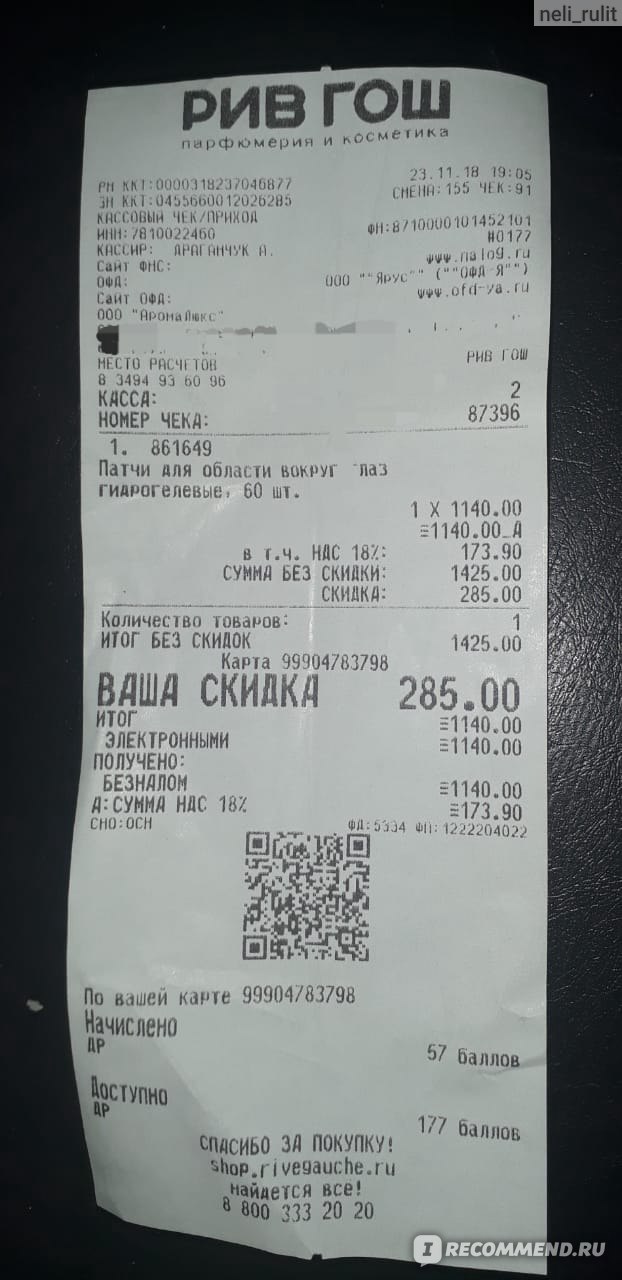 neli_rulit
РИВ ГОШ
парфюмерия и косметика
23.11.18 19:05
РН ККТ:0000318237046877
СМЕНА:155 ЧЕК:91
ЗН ККТ:0455660012026285
КАССОВЫЙ ЧЕК/ПРИХОД
ФН:8710000101452101
ИНН:7810022460
#0177
КАССИР: ДРАГАНЧУК А.
www.nalog.ru
Сайт ФНС:
ООО ""Ярус"" (""ОФД-Я"")
ОФД:
www.ofd-ya.ru
Сайт ОФД:
ООО "АромаЛюкс"
МЕСТО РАСЧЕТОВ РИВ ГОШ
8 3494 93 60 96
КАССА: 2
НОМЕР ЧЕКА: 87396
1. 861649
Патчи для области вокруг глаз
гидрогелевые, 60 шт.
1 X 1140.00
≡1140.00_А
в т.ч. НДС 18%: 173.90
СУММА БЕЗ СКИДКИ: 1425.00
СКИДКА: 285.00
Количество товаров: 1
ИТОГ БЕЗ СКИДОК 1425.00
Карта 99904783798
ВАША СКИДКА 285.00
ИТОГ ≡1140.00
ЭЛЕКТРОННЫМИ ≡1140.00
ПОЛУЧЕНО:
БЕЗНАЛОМ ≡1140.00
А:СУММА НДС 18% ≡173.90
СНО:ОСН ФД:5334 ФП:1222204022
По вашей карте 99904783798
Начислено
ДР 57 баллов
Доступно
ДР 177 баллов
СПАСИБО ЗА ПОКУПКУ!
shop.rivegauche.ru
найдется все!
8 800 333 20 20
IRECOMMEND.RU